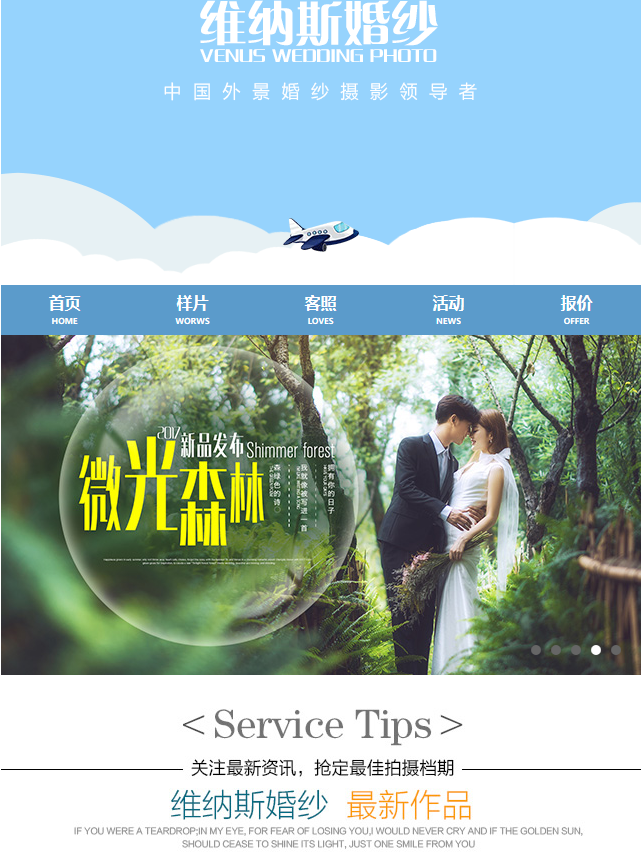 维纳斯婚纱
VENUS WEDDING PHOTO
中国外景婚纱摄影领导者
首页 样片 客照 活动 报价
HOME WORWS LOVES NEWS OFFER
2017 新品发布 Shimmer forest
微光森林
拥有你的日子
我就像被写进一首
森绿色的诗
<Service Tips>
关注最新资讯，抢定最佳拍摄档期
维纳斯婚纱 最新作品
IF YOU WERE A TEARDROP;IN MY EYE, FOR FEAR OF LOSING YOU,I WOULD NEVER CRY AND IF THE GOLDEN SUN,
SHOULD CEASE TO SHINE ITS LIGHT, JUST ONE SMILE FROM YOU